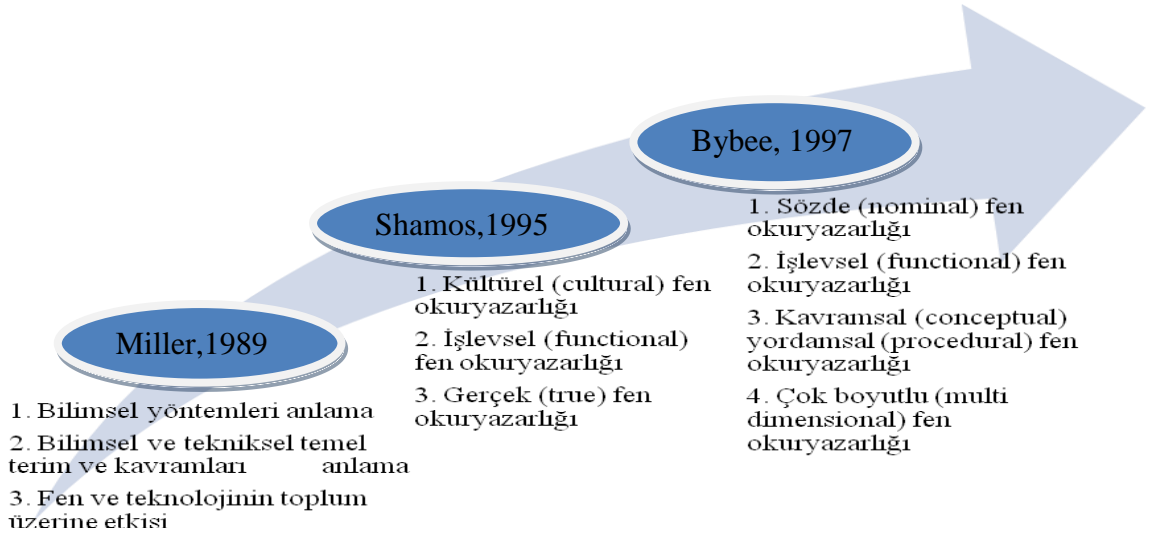 Miller,1989
1. Bilimsel yöntemleri anlama
2. Bilimsel ve tekniksel temel
terim ve kavramları anlama
3. Fen ve teknolojinin toplum
üzerine etkisi
Shamos,1995
1. Kültürel (cultural) fen
okuryazarlığı
2. İşlevsel (functional)
fen okuryazarlığı
3. Gerçek (true) fen
okuryazarlığı
Bybee, 1997
1. Sözde (nominal) fen
okuryazarlığı
2. İşlevsel (functional) fen
okuryazarlığı
3. Kavramsal (conceptual)
yordamsal (procedural) fen
okuryazarlığı
4. Çok boyutlu (multi
dimensional) fen
okuryazarlığı